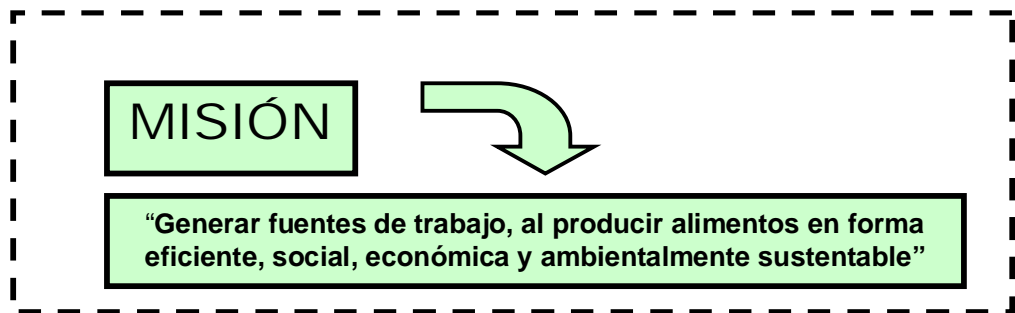 MISIÓN
“Generar fuentes de trabajo, al producir alimentos en forma
eficiente, social, económica y ambientalmente sustentable”